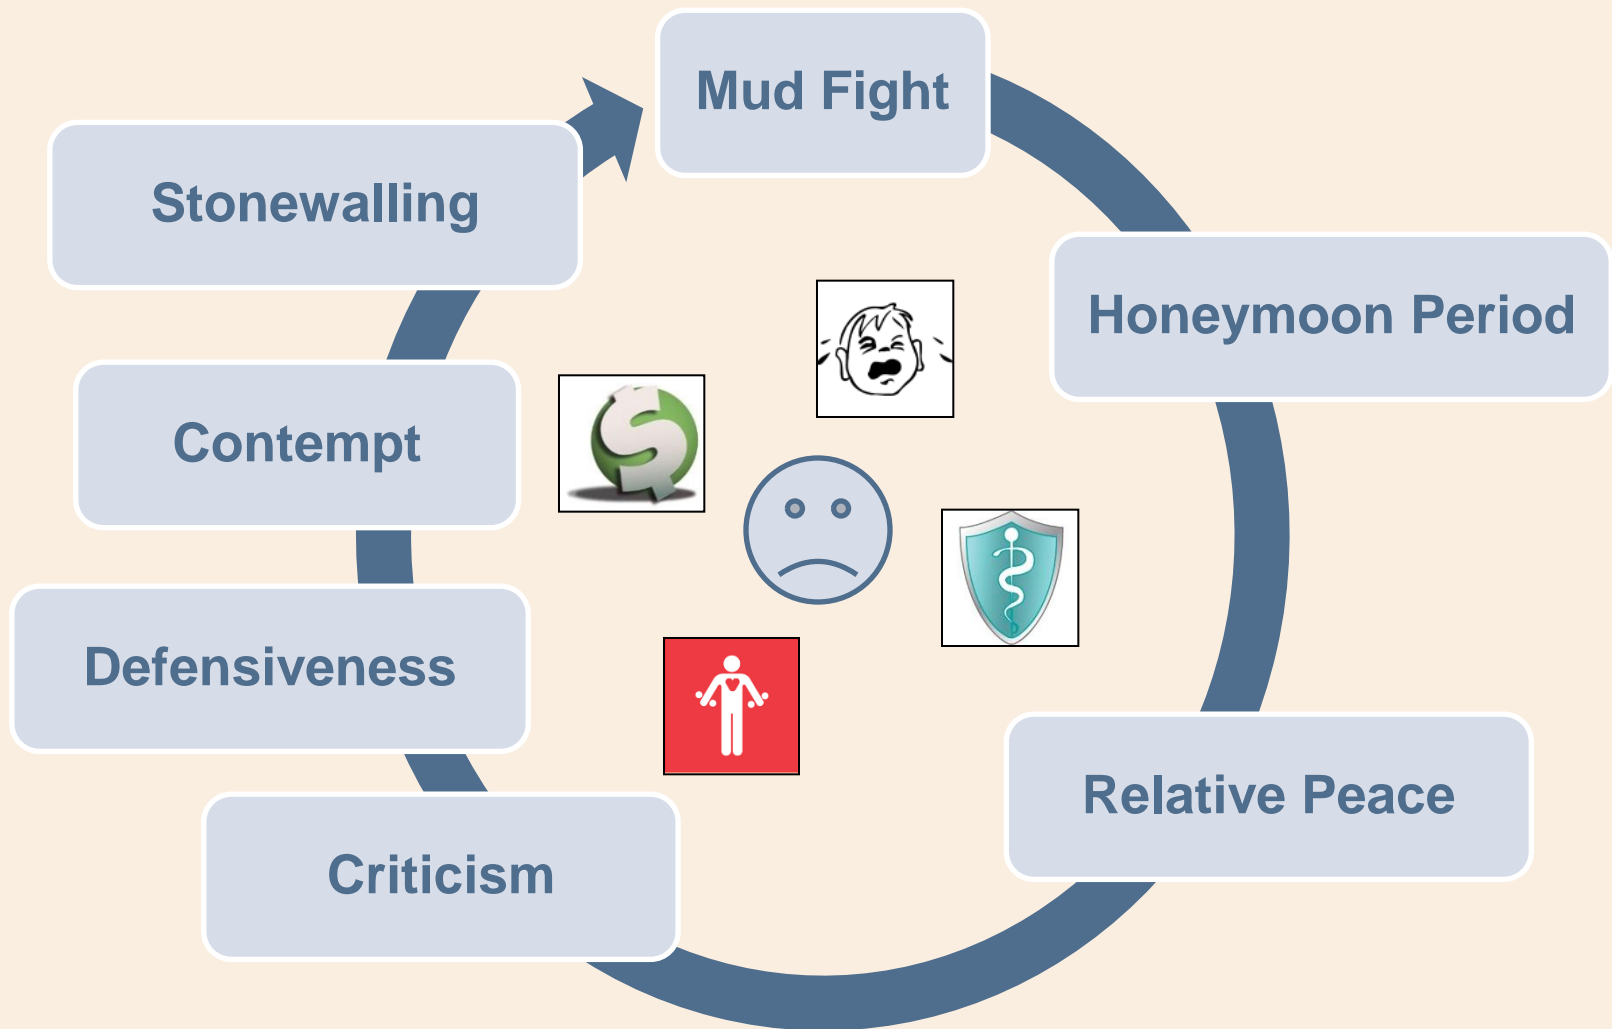 Mud Fight
Honeymoon Period
Relative Peace
Criticism
Defensiveness
Contempt
Stonewalling